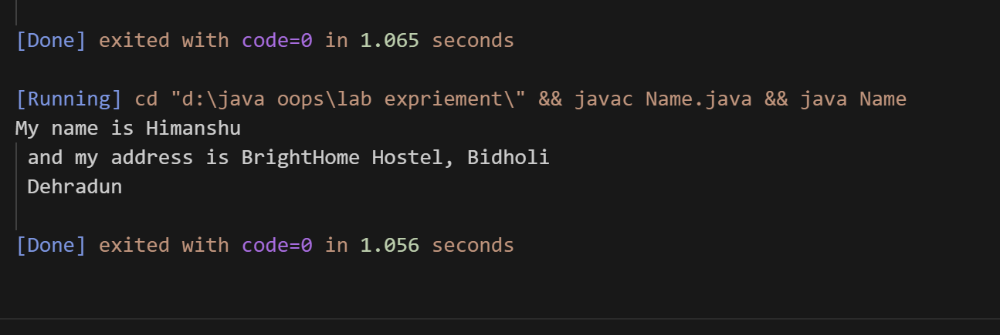 [Done] exited with code=0 in 1.065 seconds
[Running] cd "d:\java oops\lab expriement\" && javac Name.java && java Name
My name is Himanshu
and my address is BrightHome Hostel, Bidholi
Dehradun
[Done] exited with code=0 in 1.056 seconds